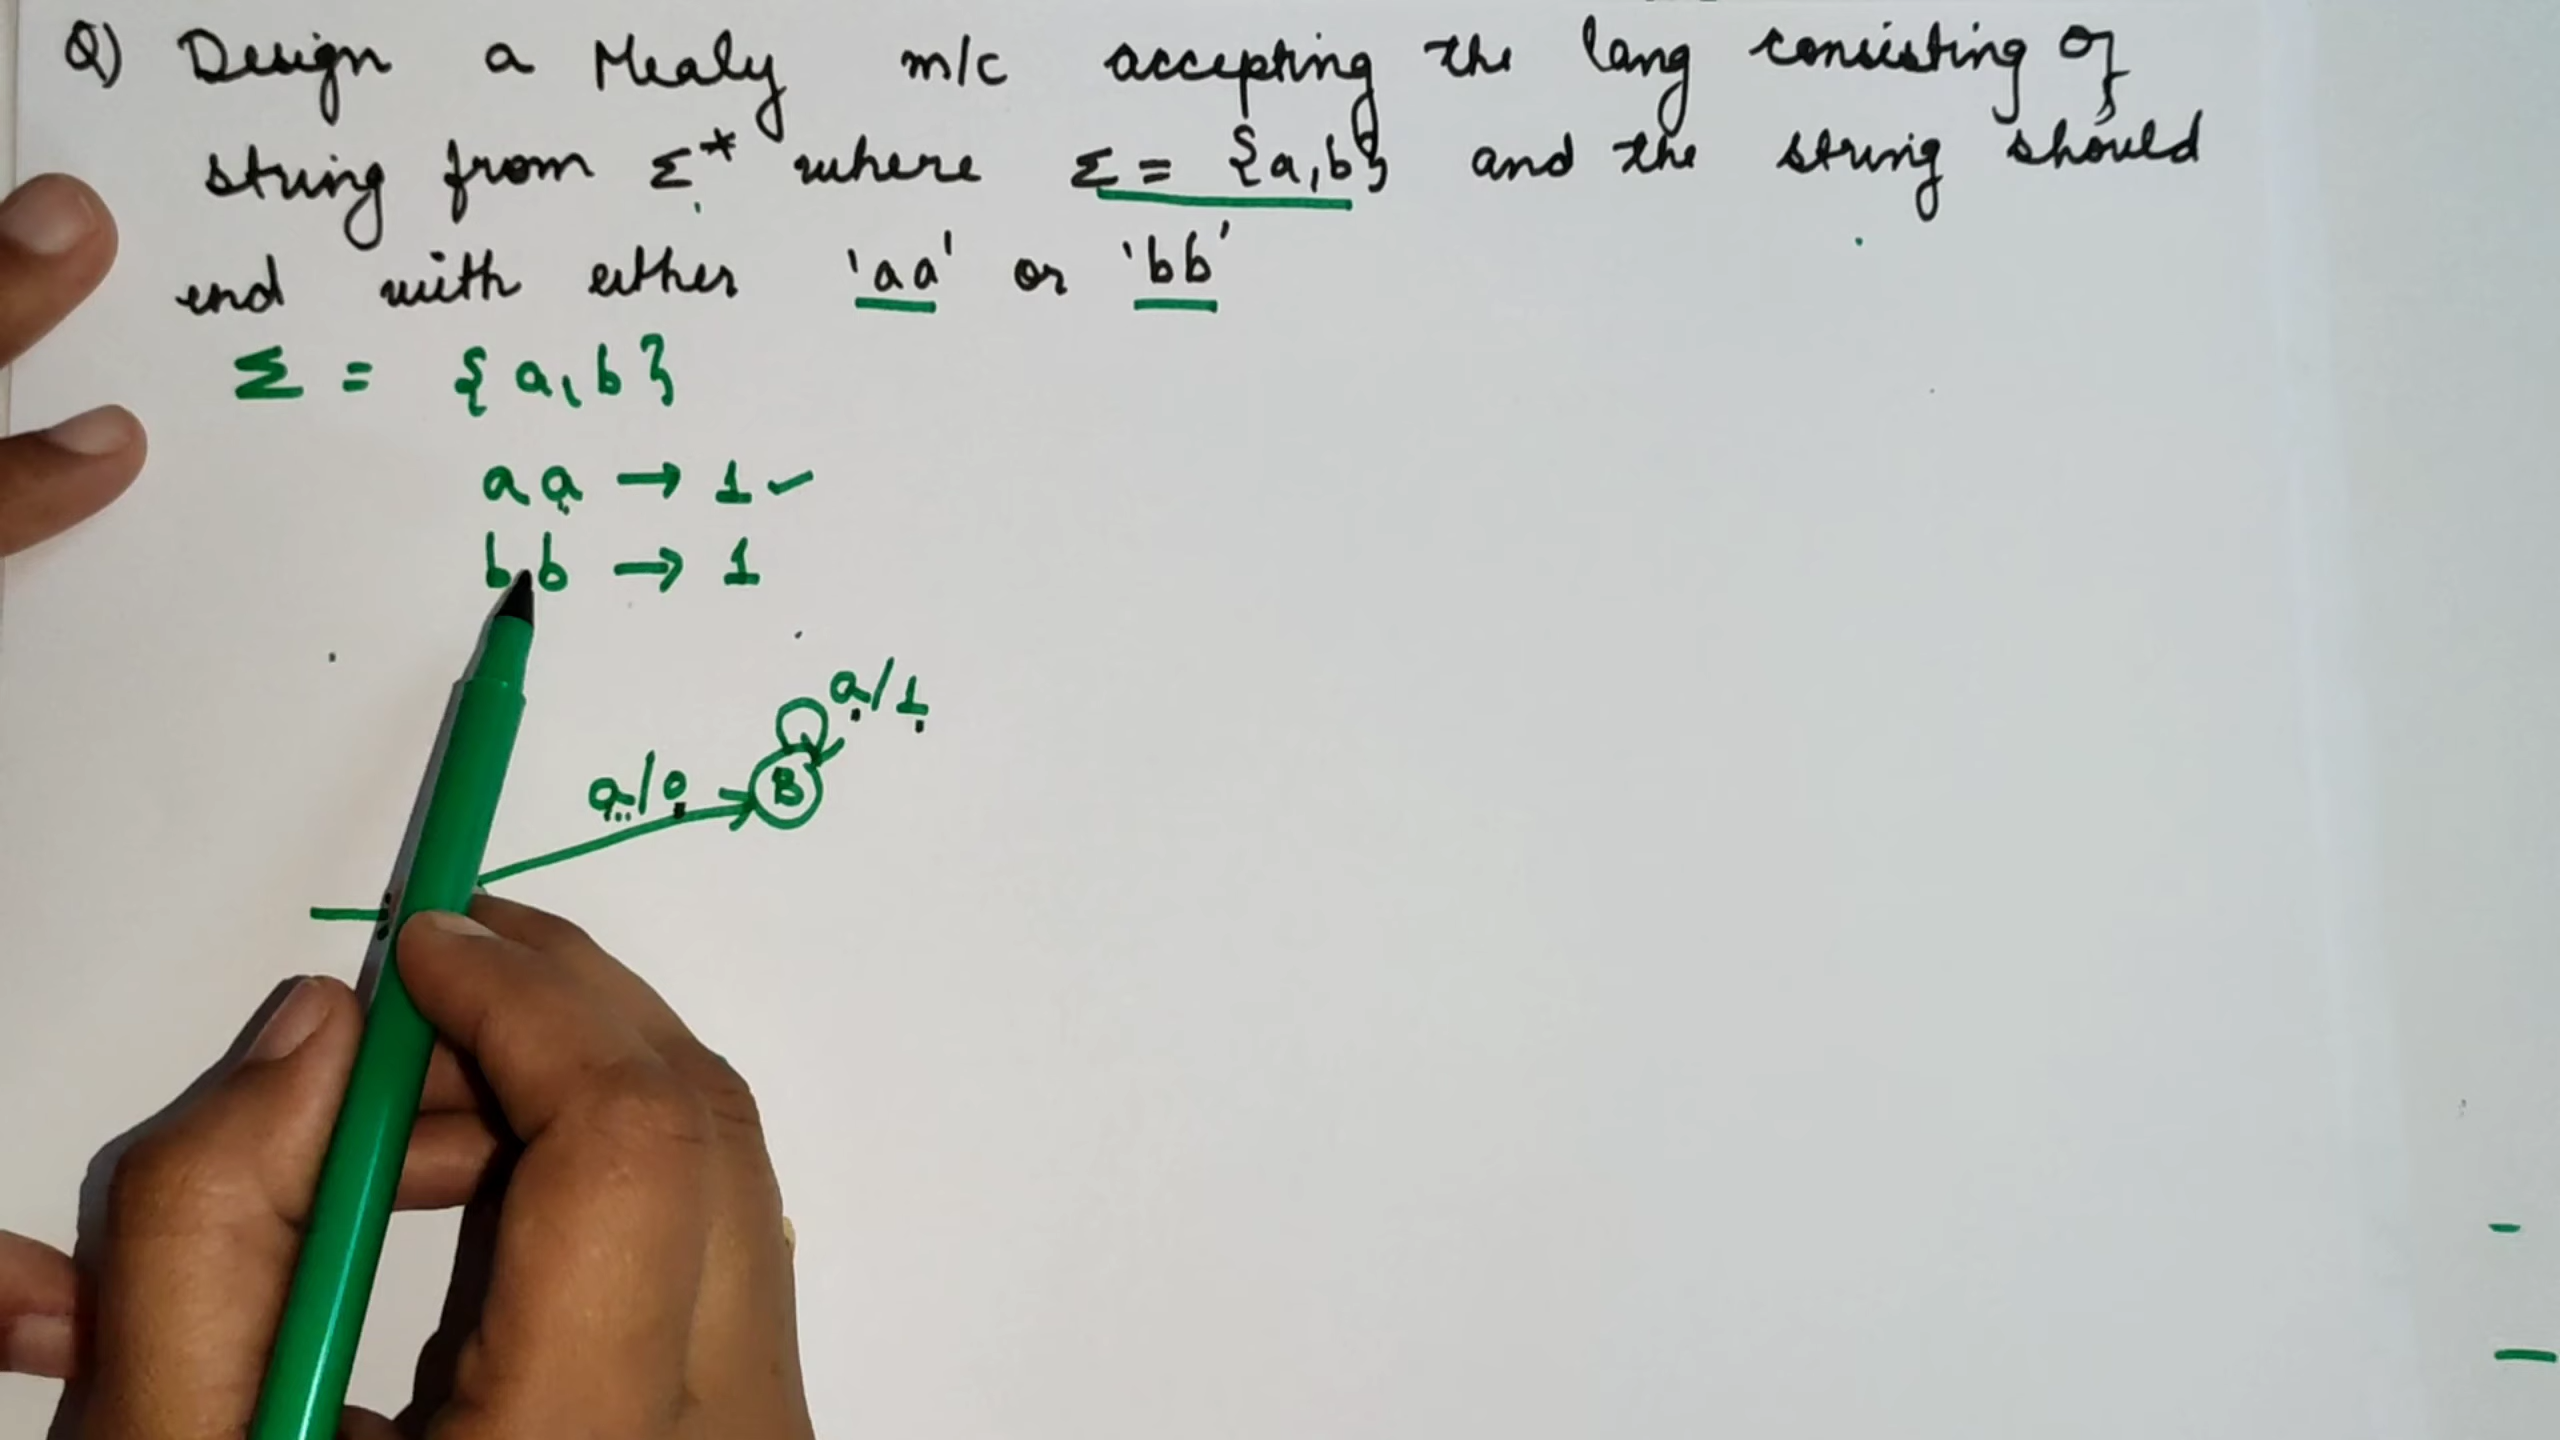 Q) Design a Mealy m/c accepting the lang consisting of
string from Σ* where Σ = {a,b} and the string should
end with either 'aa' or 'bb'
Σ = {a,b}
aa → 1 ✓
bb → 1
a/1
a/0
B